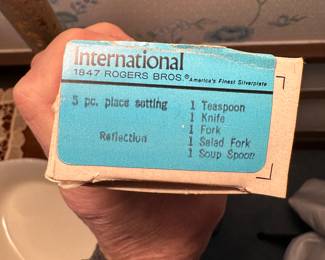 International
1847 ROGERS BROS.® America's Finest Silverplate
5 pc. place setting
Reflection
1 Teaspoon
1 Knife
1 Fork
1 Salad Fork
1 Soup Spoon